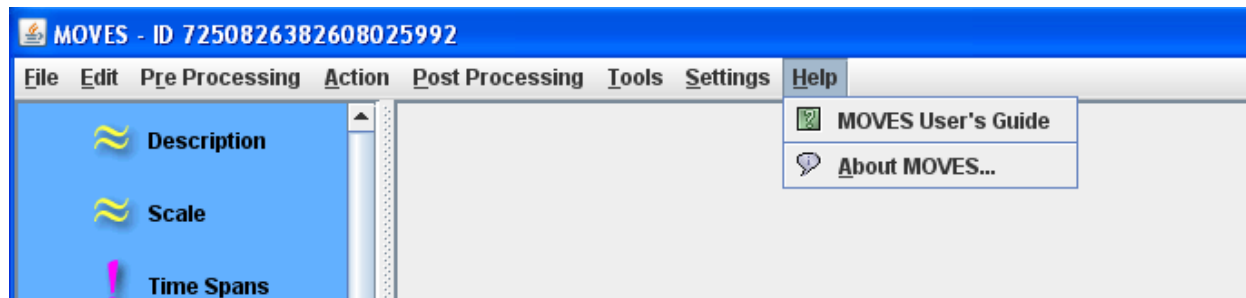 MOVES - ID 7250826382608025992
File Edit Pre Processing Action Post Processing Tools Settings Help
MOVES User's Guide
About MOVES...
Description
Scale
Time Spans